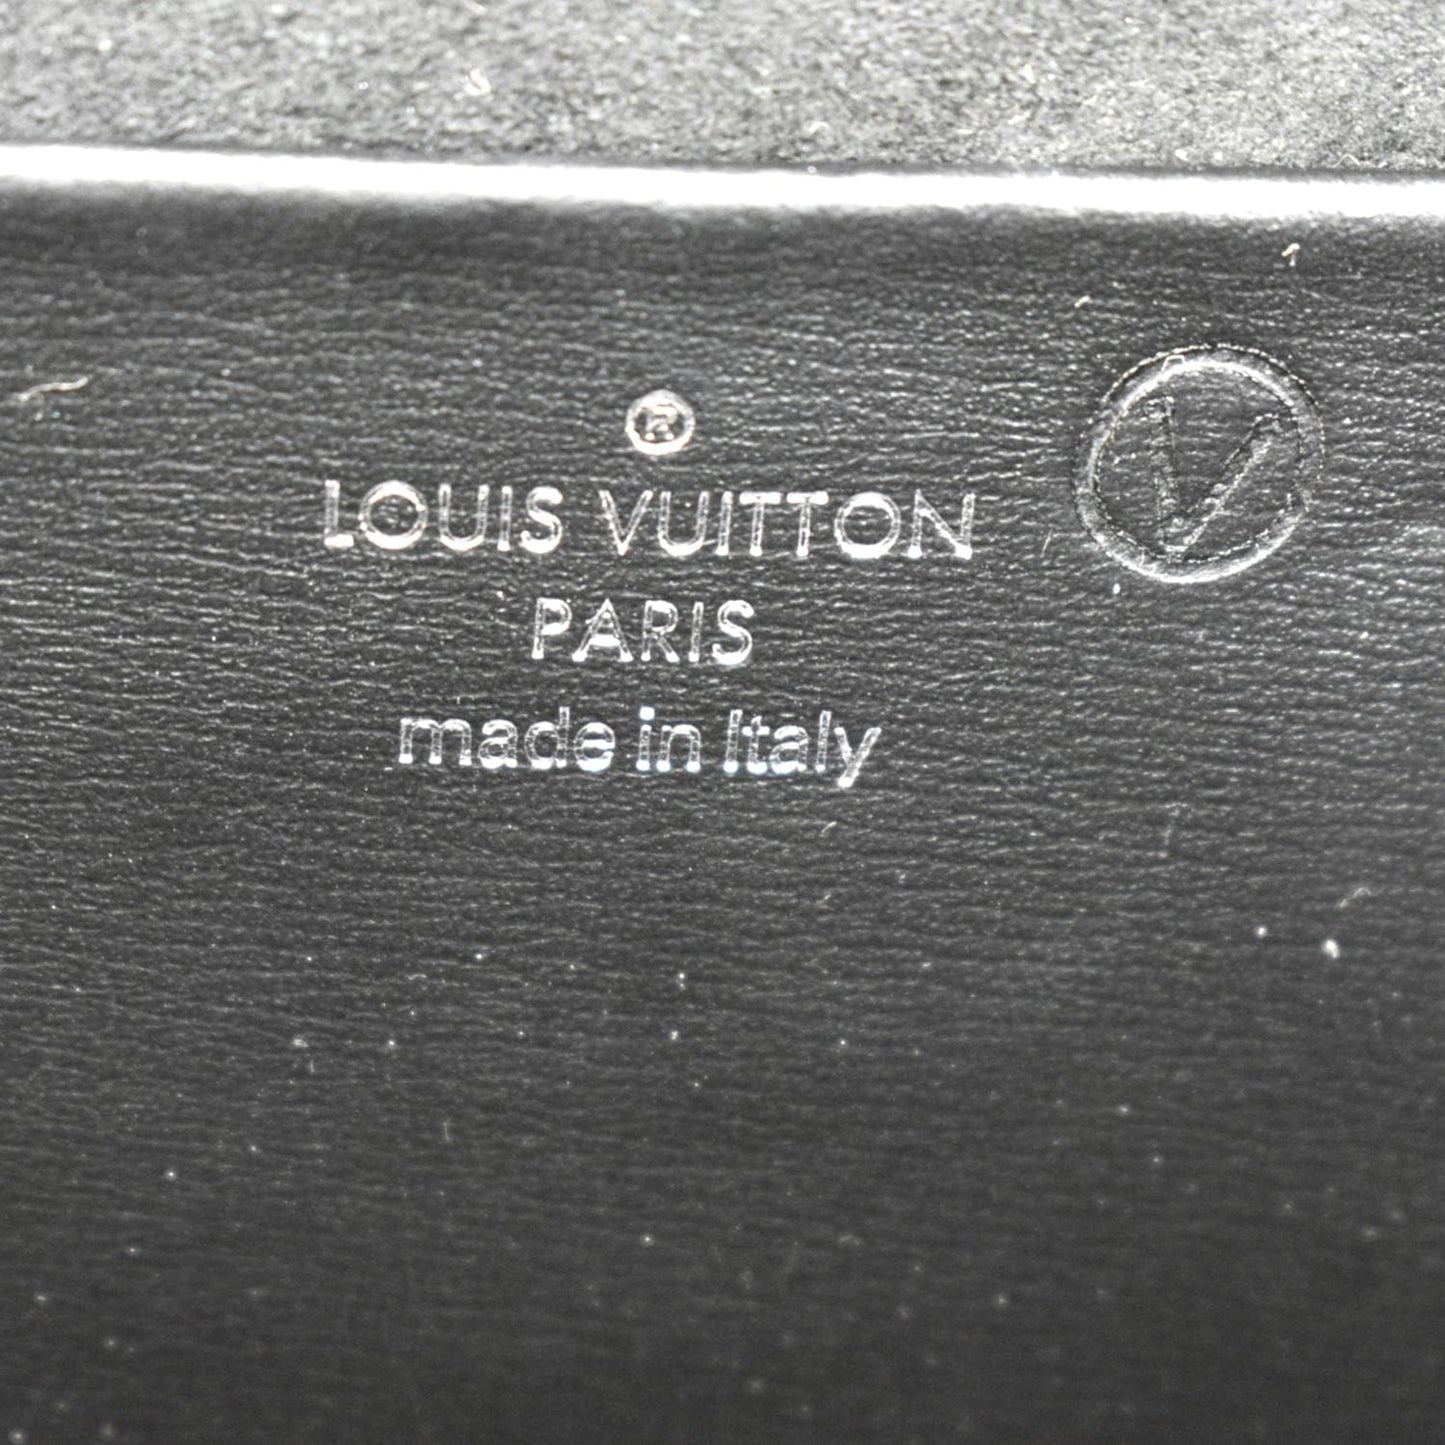 ®
LOUIS VUITTON
PARIS
made in Italy
V